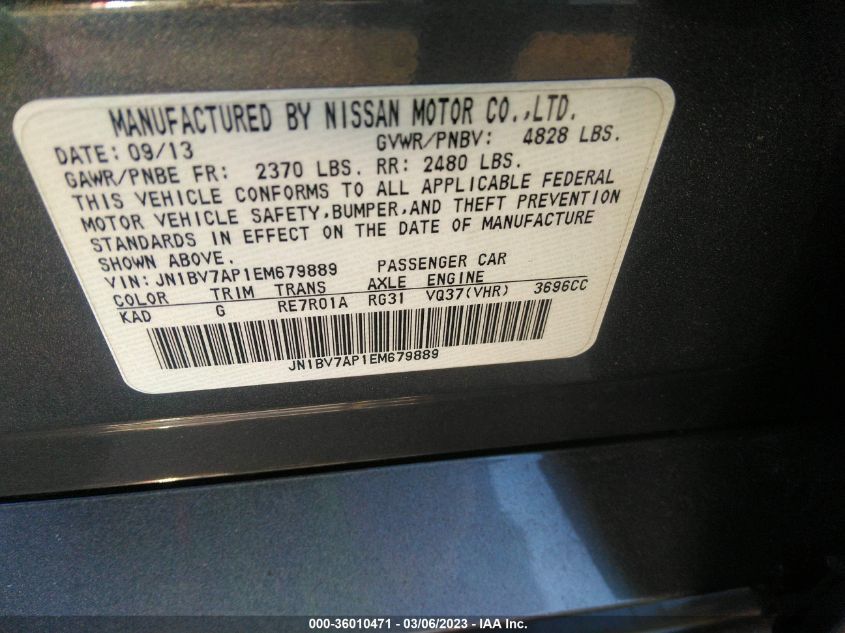 MANUFACTURED BY NISSAN MOTOR CO.,LTD.
DATE: 09/13 GVWR/PNBV: 4828 LBS.
GAWR/PNBE FR: 2370 LBS. RR: 2480 LBS.
THIS VEHICLE CONFORMS TO ALL APPLICABLE FEDERAL
MOTOR VEHICLE SAFETY,BUMPER,AND THEFT PREVENTION
STANDARDS IN EFFECT ON THE DATE OF MANUFACTURE
SHOWN ABOVE.
VIN: JN1BV7AP1EM679889 PASSENGER CAR
COLOR TRIM TRANS AXLE ENGINE
KAD G RE7R01A RG31 VQ37(VHR) 3696CC
JN1BV7AP1EM679889
000-36010471 - 03/06/2023 - IAA Inc.